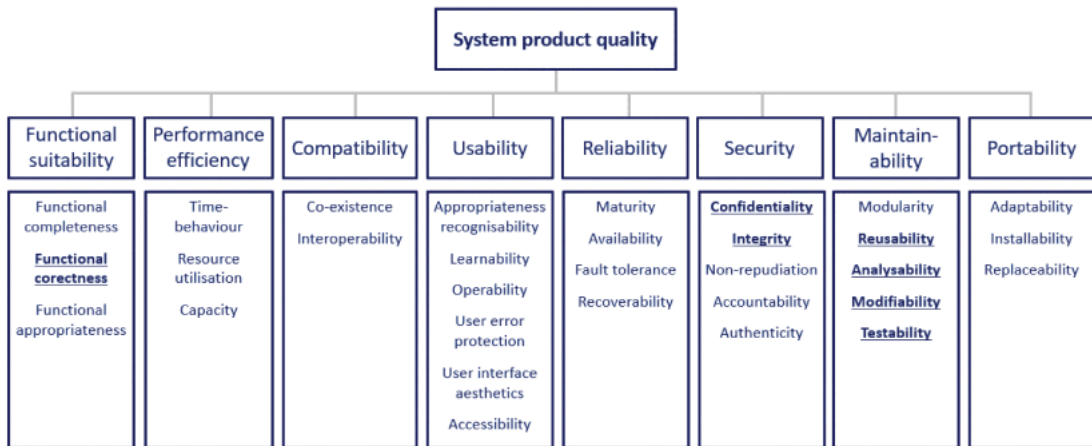 System product quality
Functional
suitability
Performance
efficiency
Compatibility
Usability
Reliability
Security
Maintain-
ability
Portability
Functional
completeness
Functional
corectness
Functional
appropriateness
Time-
behaviour
Resource
utilisation
Capacity
Co-existence
Interoperability
Appropriateness
recognisability
Learnability
Operability
User error
protection
User interface
aesthetics
Accessibility
Maturity
Availability
Fault tolerance
Recoverability
Confidentiality
Integrity
Non-repudiation
Accountability
Authenticity
Modularity
Reusability
Analysability
Modifiability
Testability
Adaptability
Installability
Replaceability